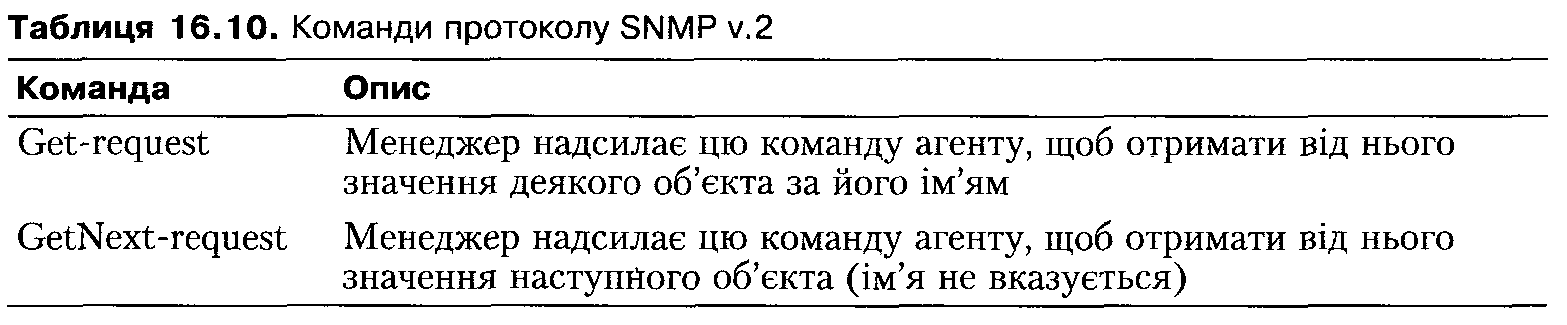 Таблиця 16.10. Команди протоколу SNMP v.2
Команда Опис
Get-request Менеджер надсилає цю команду агенту, щоб отримати від нього
значення деякого об'єкта за його ім'ям
GetNext-request Менеджер надсилає цю команду агенту, щоб отримати від нього
значення наступного об'єкта (ім'я не вказується)